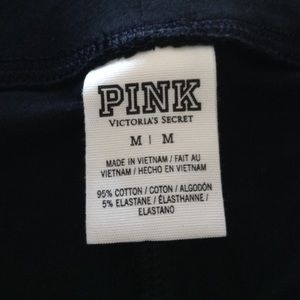 PINK
VICTORIA'S SECRET
M | M
MADE IN VIETNAM / FAIT AU
VIETNAM / HECHO EN VIETNAM
95% COTTON / COTON / ALGODÓN
5% ELASTANE / ÉLASTHANNE /
ELASTANO